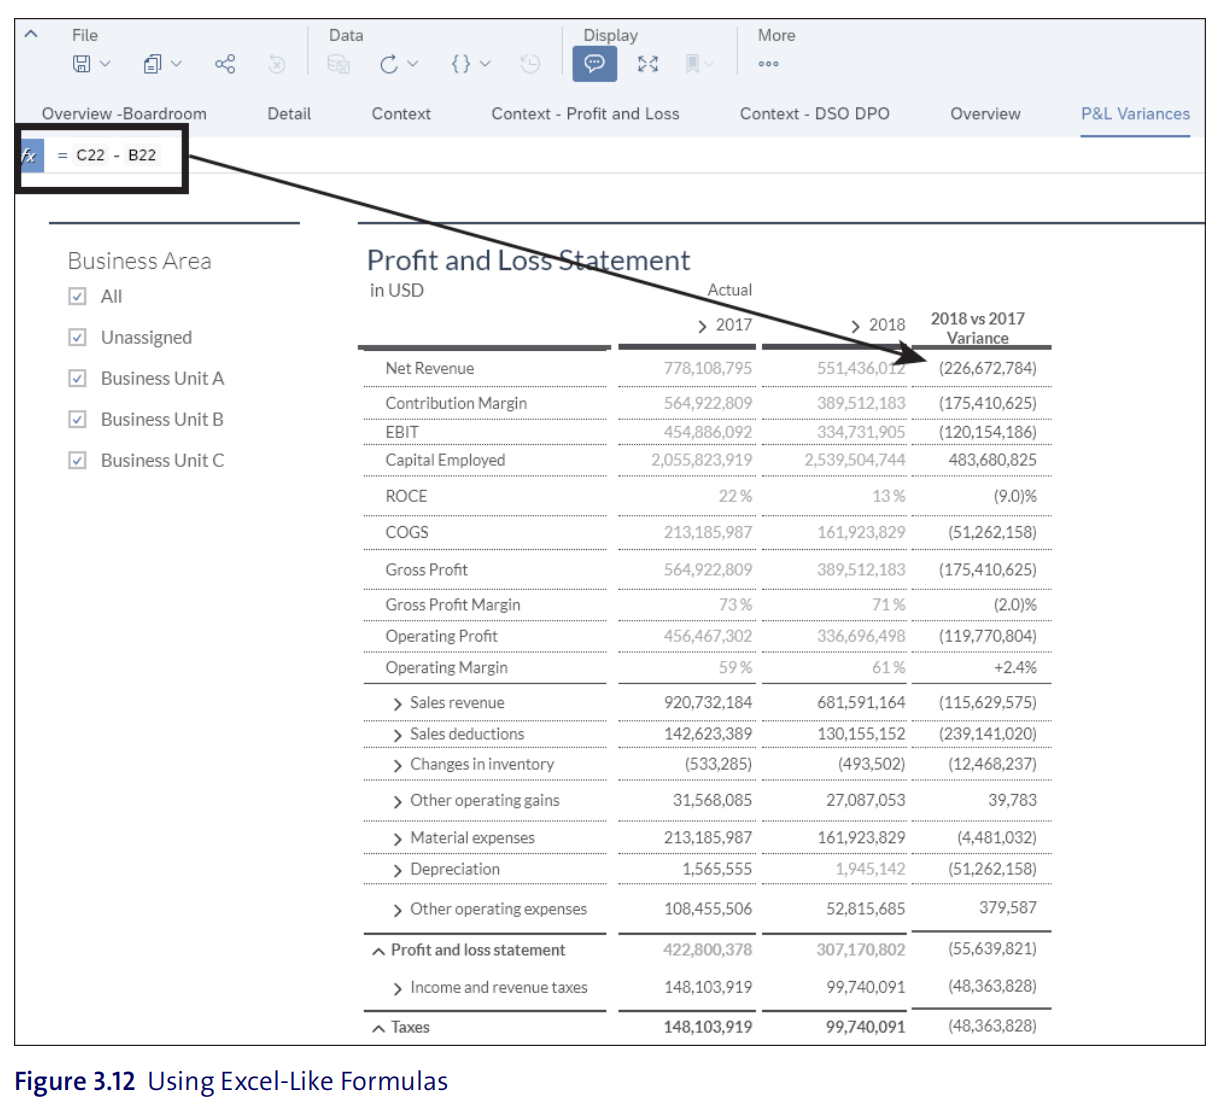 File Data Display More
Overview -Boardroom Detail Context Context - Profit and Loss Context - DSO DPO Overview P&L Variances
fx = C22 - B22
Business Area
All
Unassigned
Business Unit A
Business Unit B
Business Unit C
Profit and Loss Statement
in USD Actual
2017 2018 2018 vs 2017
Variance
Net Revenue 778,108,795 551,436,012 (226,672,784)
Contribution Margin 564,922,809 389,512,183 (175,410,625)
EBIT 454,886,092 334,731,905 (120,154,186)
Capital Employed 2,055,823,919 2,539,504,744 483,680,825
ROCE 22 % 13 % (9.0)%
COGS 213,185,987 161,923,829 (51,262,158)
Gross Profit 564,922,809 389,512,183 (175,410,625)
Gross Profit Margin 73 % 71 % (2.0)%
Operating Profit 456,467,302 336,696,498 (119,770,804)
Operating Margin 59 % 61 % +2.4%
Sales revenue 920,732,184 681,591,164 (115,629,575)
Sales deductions 142,623,389 130,155,152 (239,141,020)
Changes in inventory (533,285) (493,502) (12,468,237)
Other operating gains 31,568,085 27,087,053 39,783
Material expenses 213,185,987 161,923,829 (4,481,032)
Depreciation 1,565,555 1,945,142 (51,262,158)
Other operating expenses 108,455,506 52,815,685 379,587
Profit and loss statement 422,800,378 307,170,802 (55,639,821)
Income and revenue taxes 148,103,919 99,740,091 (48,363,828)
Taxes 148,103,919 99,740,091 (48,363,828)
Figure 3.12 Using Excel-Like Formulas